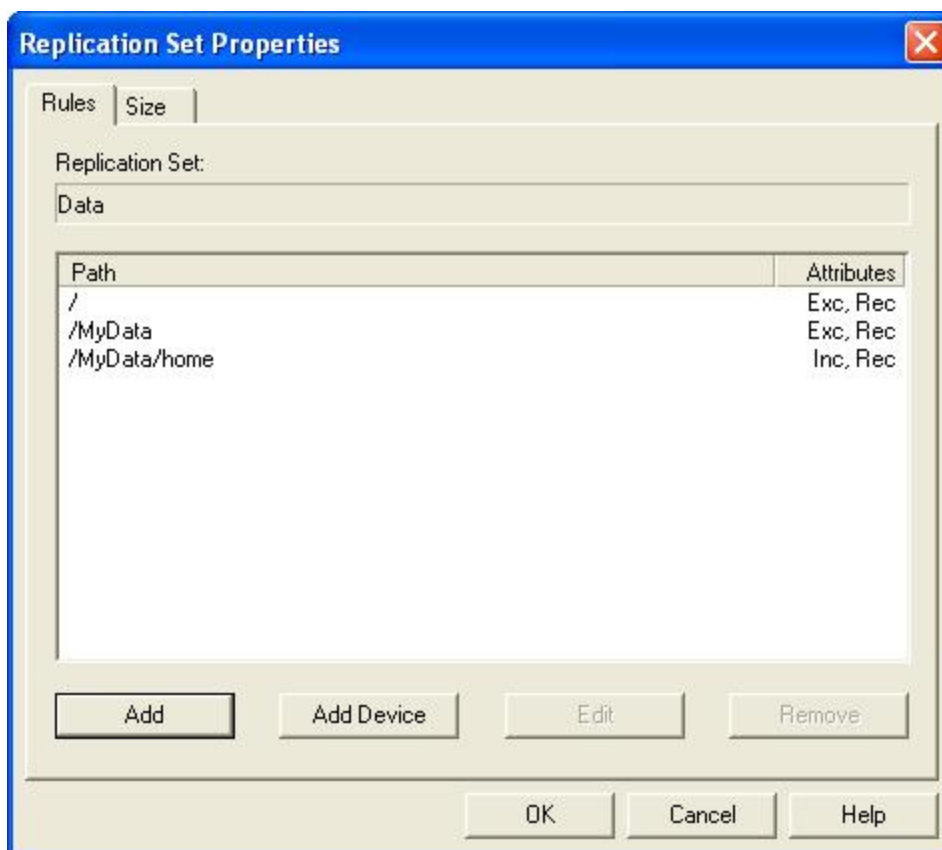 Replication Set Properties
Rules Size
Replication Set:
Data
Path Attributes
/ Exc, Rec
/MyData Exc, Rec
/MyData/home Inc, Rec
Add Add Device Edit Remove
OK Cancel Help